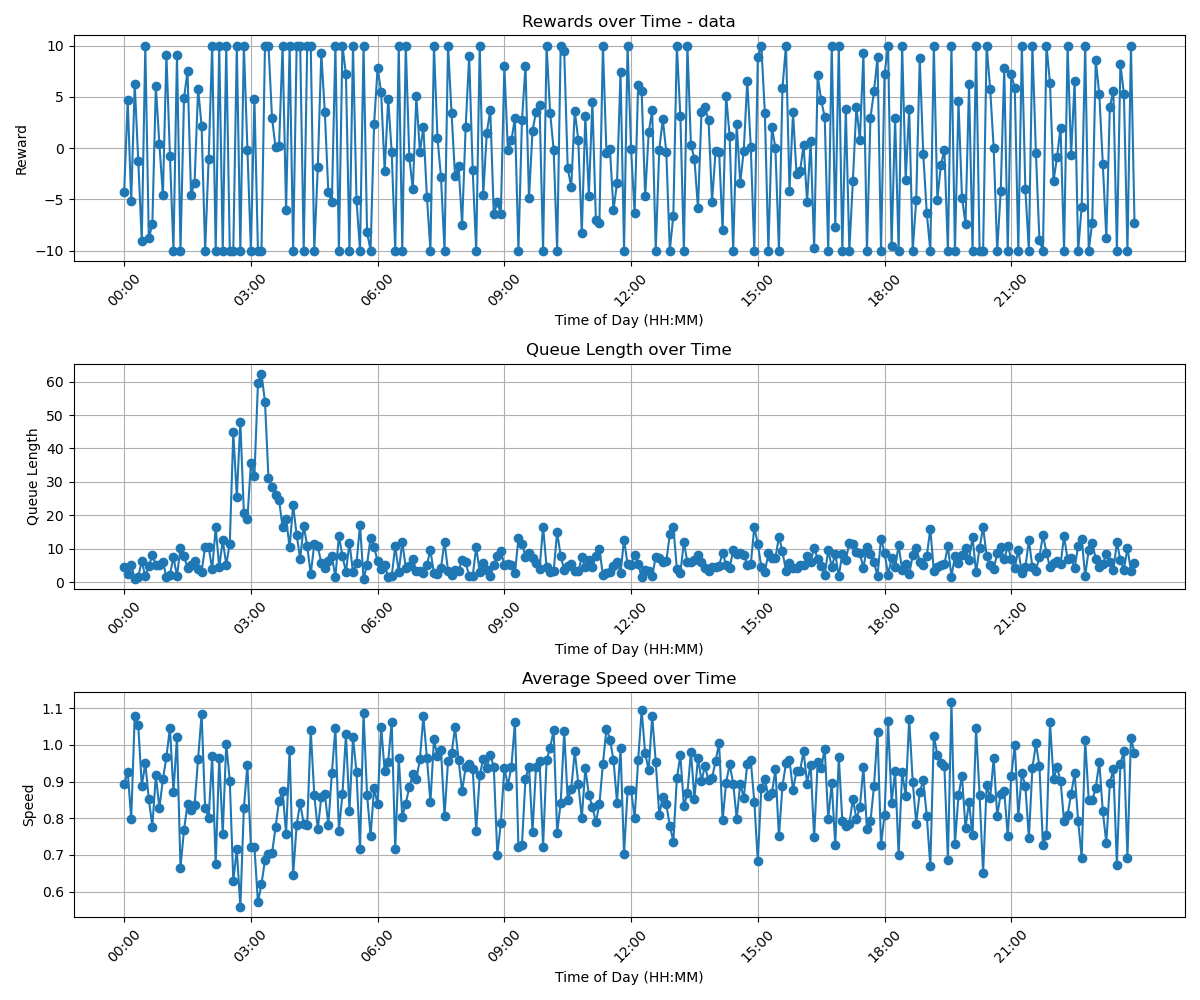 Rewards over Time - data
Reward
10
5
0
−5
−10
00:00 03:00 06:00 09:00 12:00 15:00 18:00 21:00
Time of Day (HH:MM)
Queue Length over Time
Queue Length
60
50
40
30
20
10
0
00:00 03:00 06:00 09:00 12:00 15:00 18:00 21:00
Time of Day (HH:MM)
Average Speed over Time
Speed
1.1
1.0
0.9
0.8
0.7
0.6
00:00 03:00 06:00 09:00 12:00 15:00 18:00 21:00
Time of Day (HH:MM)